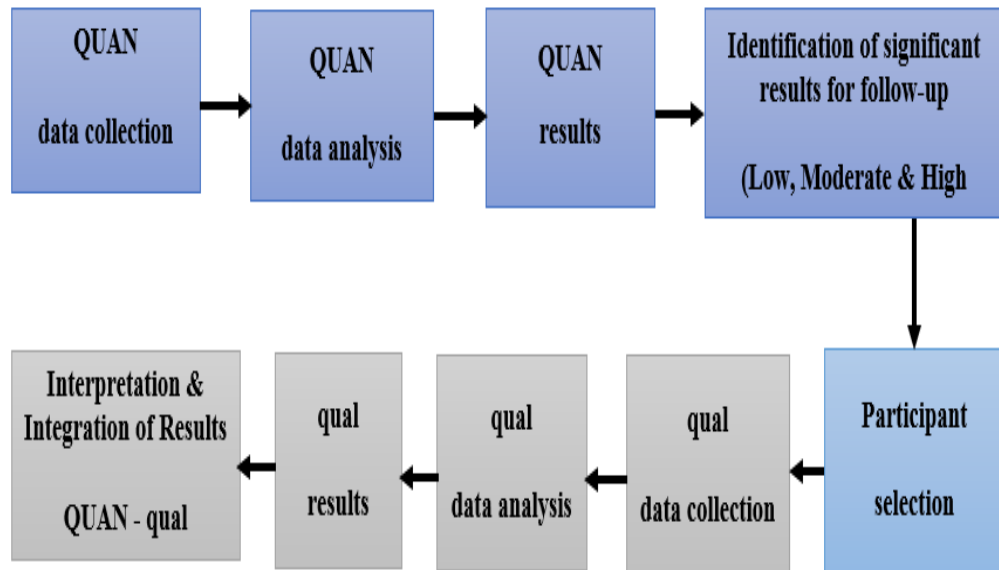 QUAN
data collection
QUAN
data analysis
QUAN
results
Identification of significant
results for follow-up
(Low, Moderate & High
Participant
selection
qual
data collection
qual
data analysis
qual
results
Interpretation &
Integration of Results
QUAN - qual